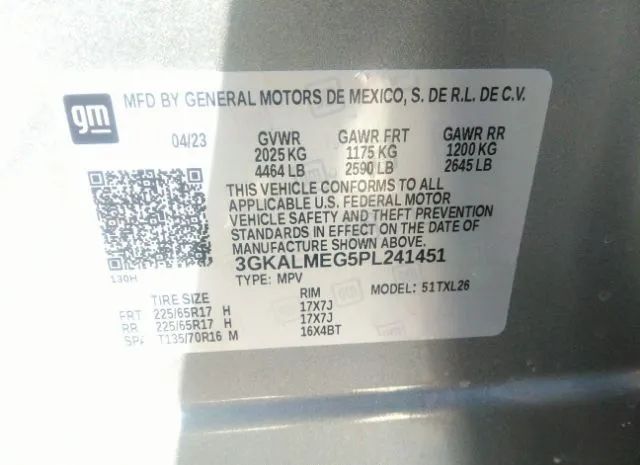 gm
MFD BY GENERAL MOTORS DE MEXICO, S. DE R.L. DE C.V.
04/23 GVWR GAWR FRT GAWR RR
2025 KG 1175 KG 1200 KG
4464 LB 2590 LB 2645 LB
THIS VEHICLE CONFORMS TO ALL
APPLICABLE U.S. FEDERAL MOTOR
VEHICLE SAFETY AND THEFT PREVENTION
STANDARDS IN EFFECT ON THE DATE OF
MANUFACTURE SHOWN ABOVE.
130H 3GKALMEG5PL241451
TYPE: MPV MODEL: 51TXL26
TIRE SIZE RIM
FRT 225/65R17 H 17X7J
RR 225/65R17 H 17X7J
SPA T135/70R16 M 16X4BT